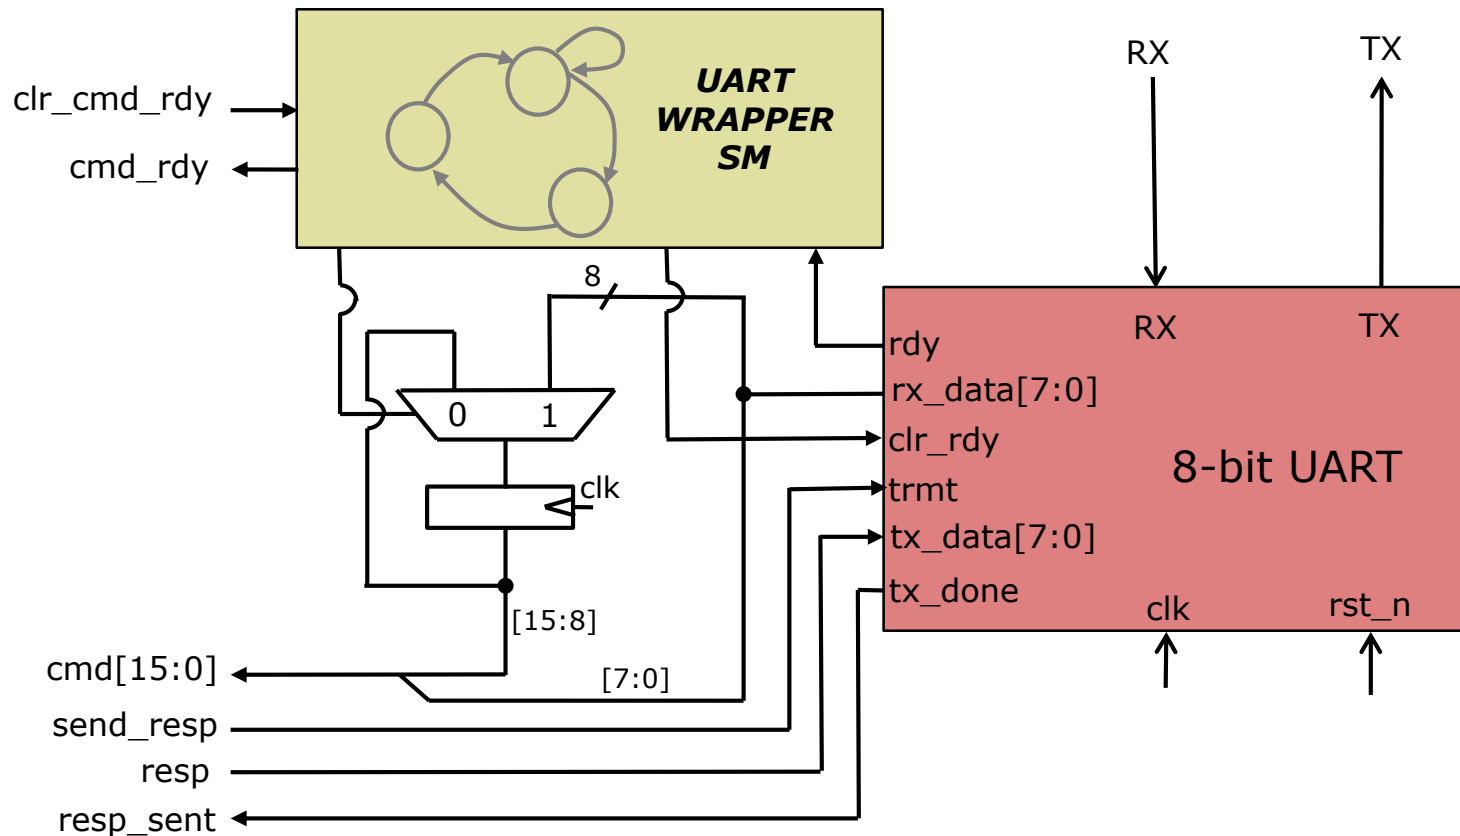 clr_cmd_rdy
cmd_rdy
UART
WRAPPER
SM
RX
TX
8
0
1
clk
[15:8]
[7:0]
cmd[15:0]
send_resp
resp
resp_sent
RX
TX
rdy
rx_data[7:0]
clr_rdy
trmt
tx_data[7:0]
tx_done
8-bit UART
clk
rst_n